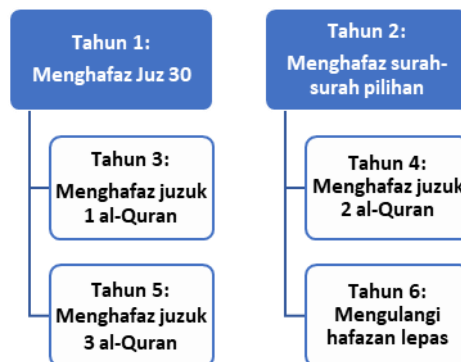 Tahun 1:
Menghafaz Juz 30
Tahun 2:
Menghafaz surah-
surah pilihan
Tahun 3:
Menghafaz juzuk
1 al-Quran
Tahun 4:
Menghafaz juzuk
2 al-Quran
Tahun 5:
Menghafaz juzuk
3 al-Quran
Tahun 6:
Mengulangi
hafazan lepas